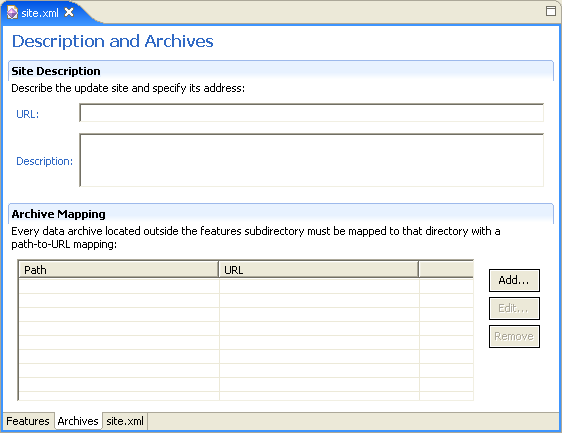 site.xml
Description and Archives
Site Description
Describe the update site and specify its address:
URL:
Description:
Archive Mapping
Every data archive located outside the features subdirectory must be mapped to that directory with a
path-to-URL mapping:
Path URL
Add...
Edit...
Remove
Features Archives site.xml